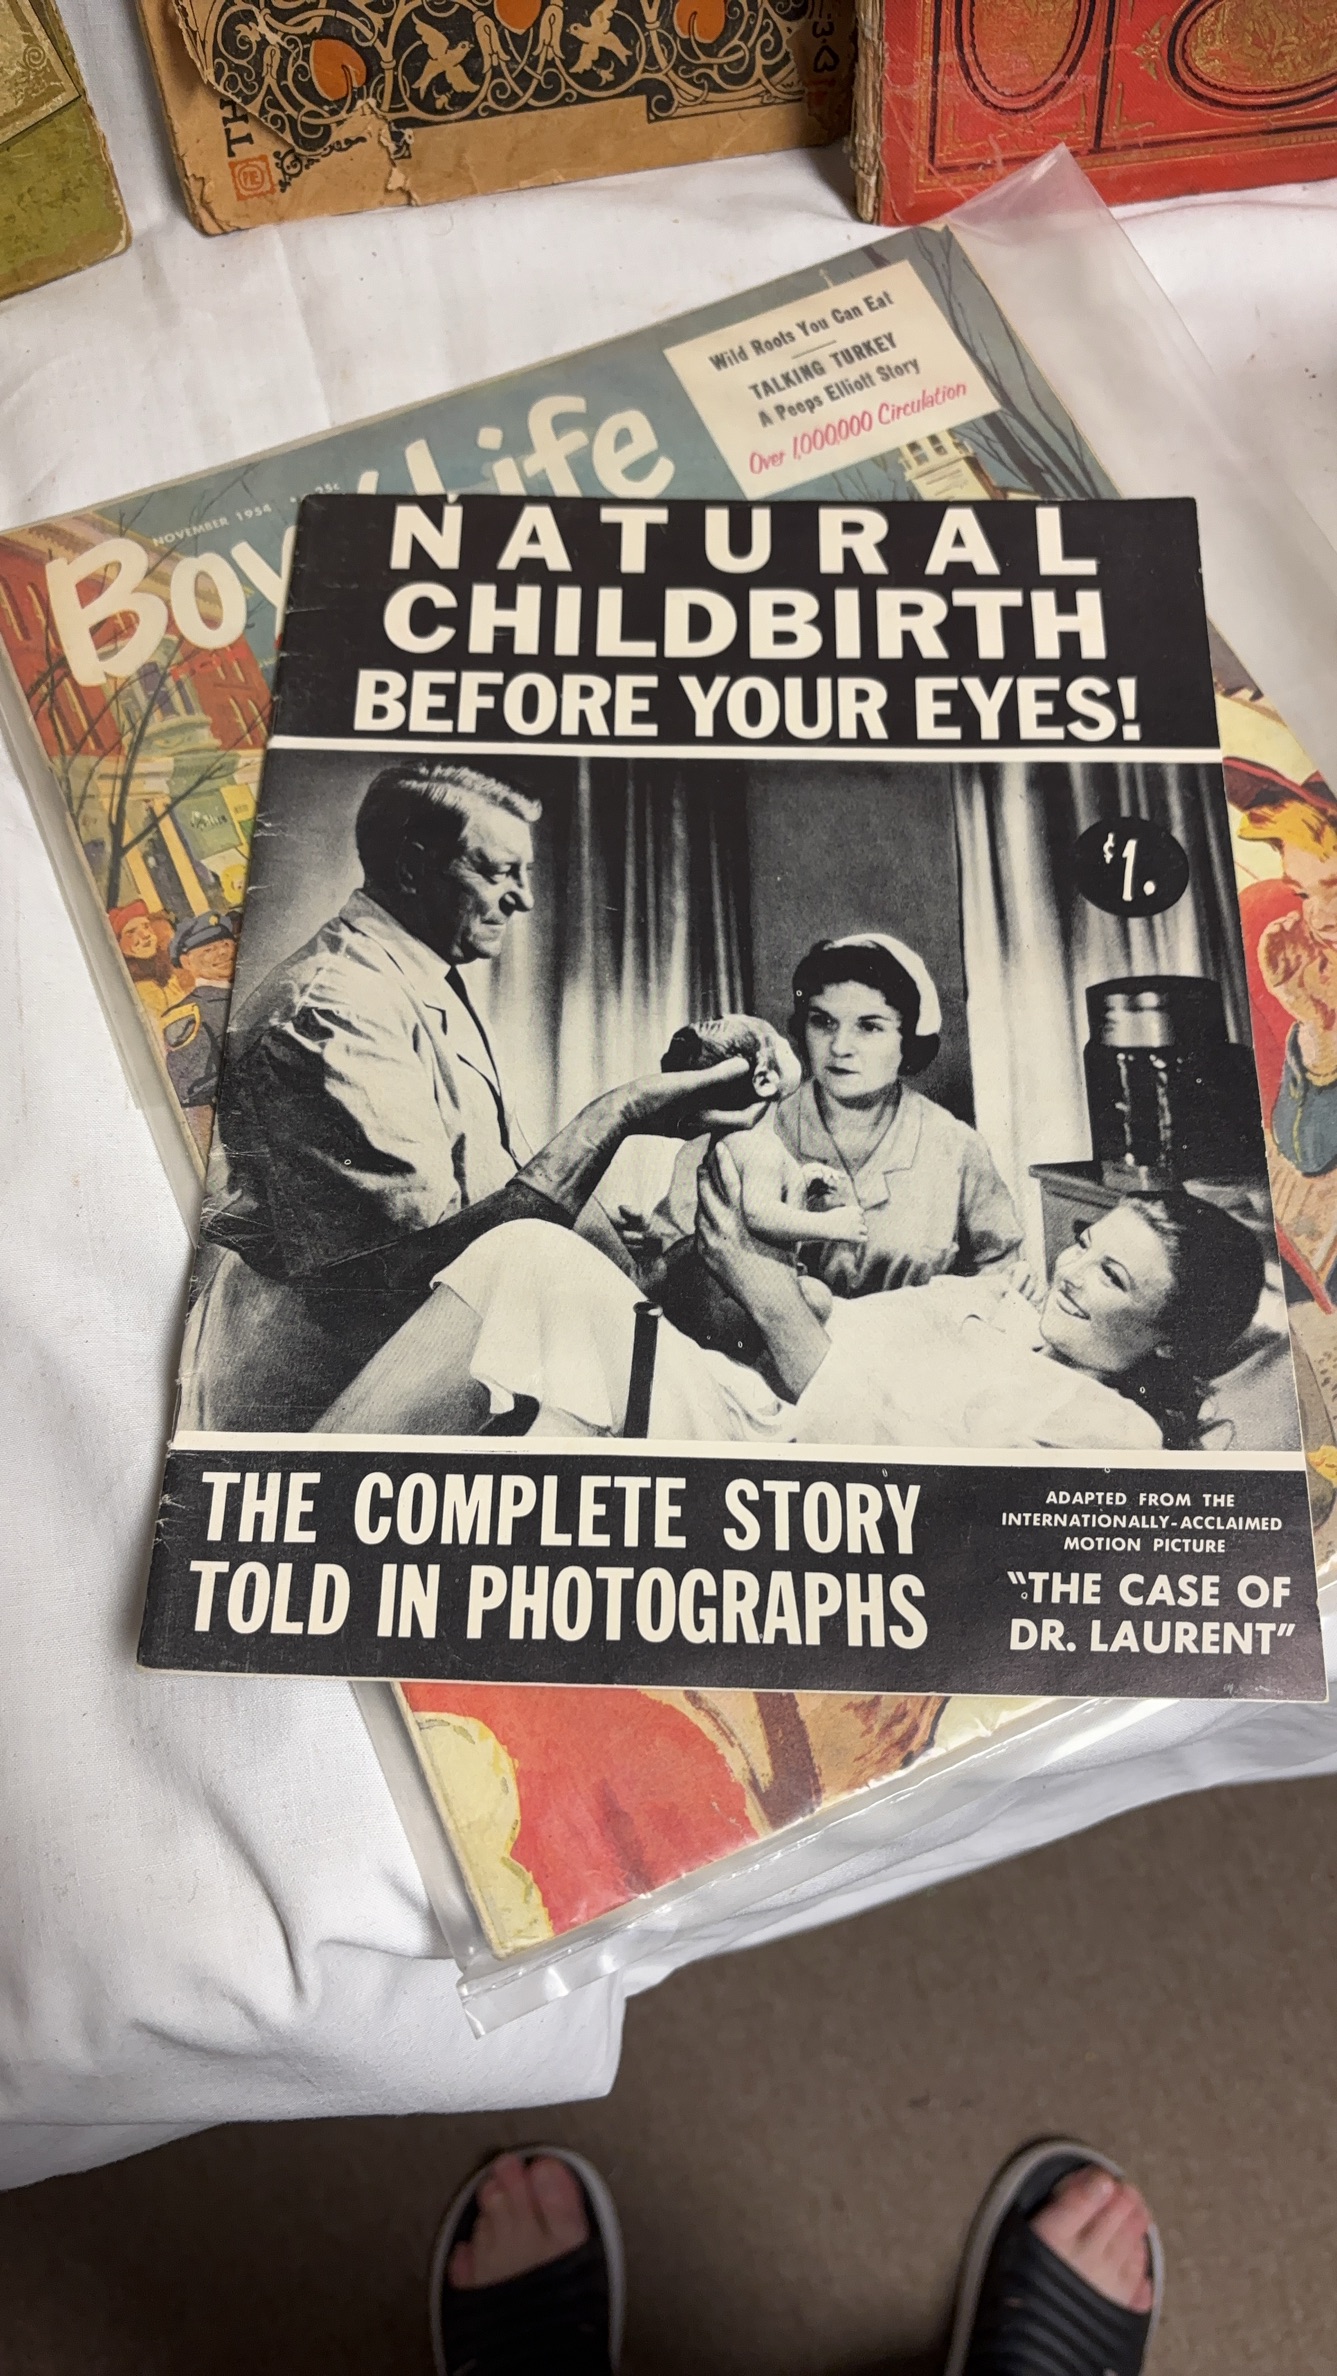 Wild Roots You Can Eat
TALKING TURKEY
A Peeps Elliott Story
Over 1,000,000 Circulation
NOVEMBER 1954
25c
Life
NATURAL
CHILDBIRTH
BEFORE YOUR EYES!
$1.
THE COMPLETE STORY
TOLD IN PHOTOGRAPHS
ADAPTED FROM THE
INTERNATIONALLY-ACCLAIMED
MOTION PICTURE
"THE CASE OF
DR. LAURENT"